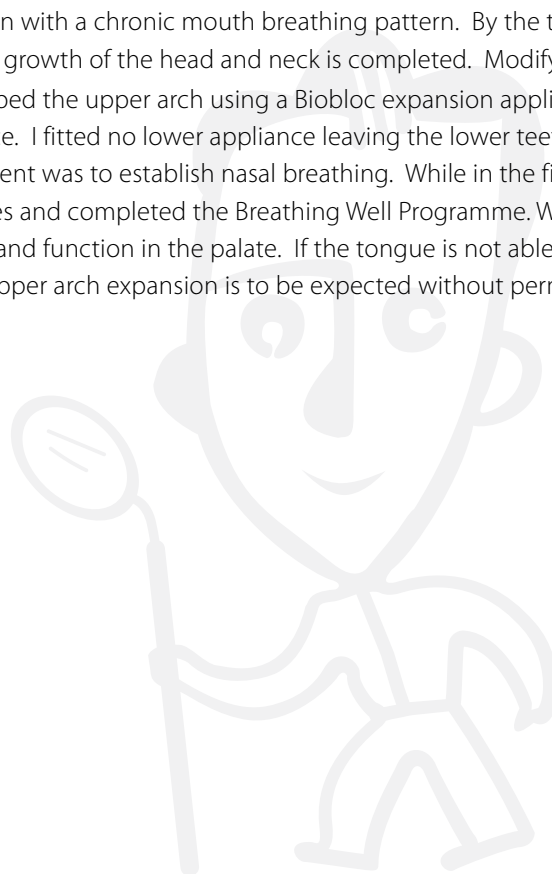 n with a chronic mouth breathing pattern. By the t
growth of the head and neck is completed. Modify
ped the upper arch using a Biobloc expansion appli
e. I fitted no lower appliance leaving the lower tee
ent was to establish nasal breathing. While in the fi
es and completed the Breathing Well Programme. W
and function in the palate. If the tongue is not able
pper arch expansion is to be expected without perr